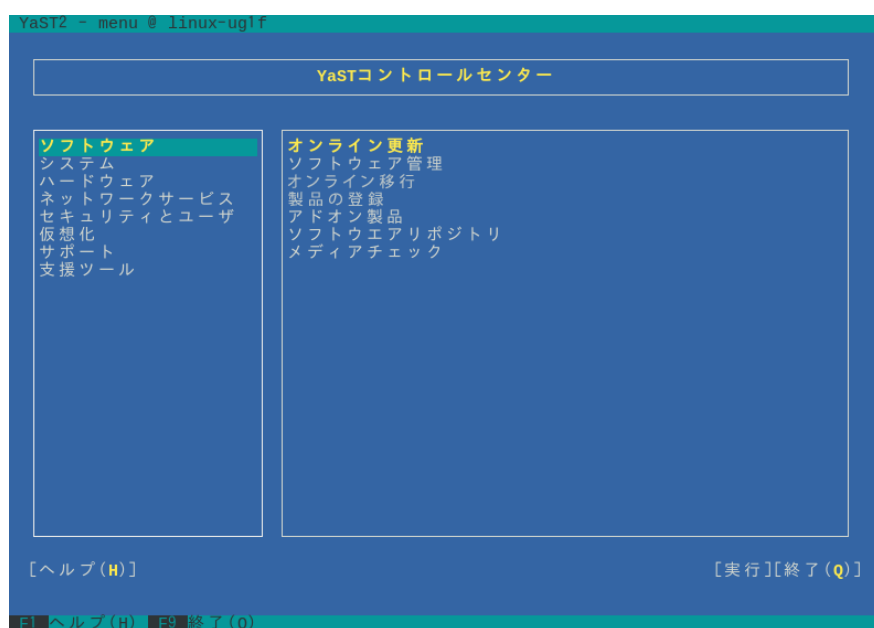 YaST2 - menu @ linux-ug1f
YaSTコントロールセンター
ソフトウェア
システム
ハードウェア
ネットワークサービス
セキュリティとユーザ
仮想化
サポート
支援ツール
オンライン更新
ソフトウェア管理
オンライン移行
製品の登録
アドオン製品
ソフトウエアリポジトリ
メディアチェック
[ヘルプ(H)] [実行][終了(Q)]
F1 ヘルプ(H) F9 終了(Q)